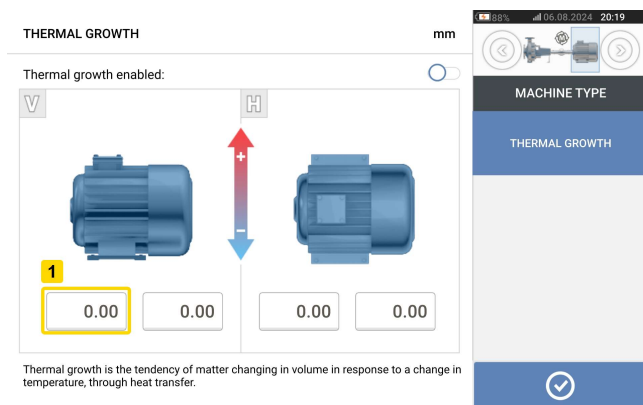 THERMAL GROWTH
mm
Thermal growth enabled:
V
H
+
-
1
0.00
0.00
0.00
0.00
Thermal growth is the tendency of matter changing in volume in response to a change in
temperature, through heat transfer.
88%
06.08.2024 20:19
MACHINE TYPE
THERMAL GROWTH